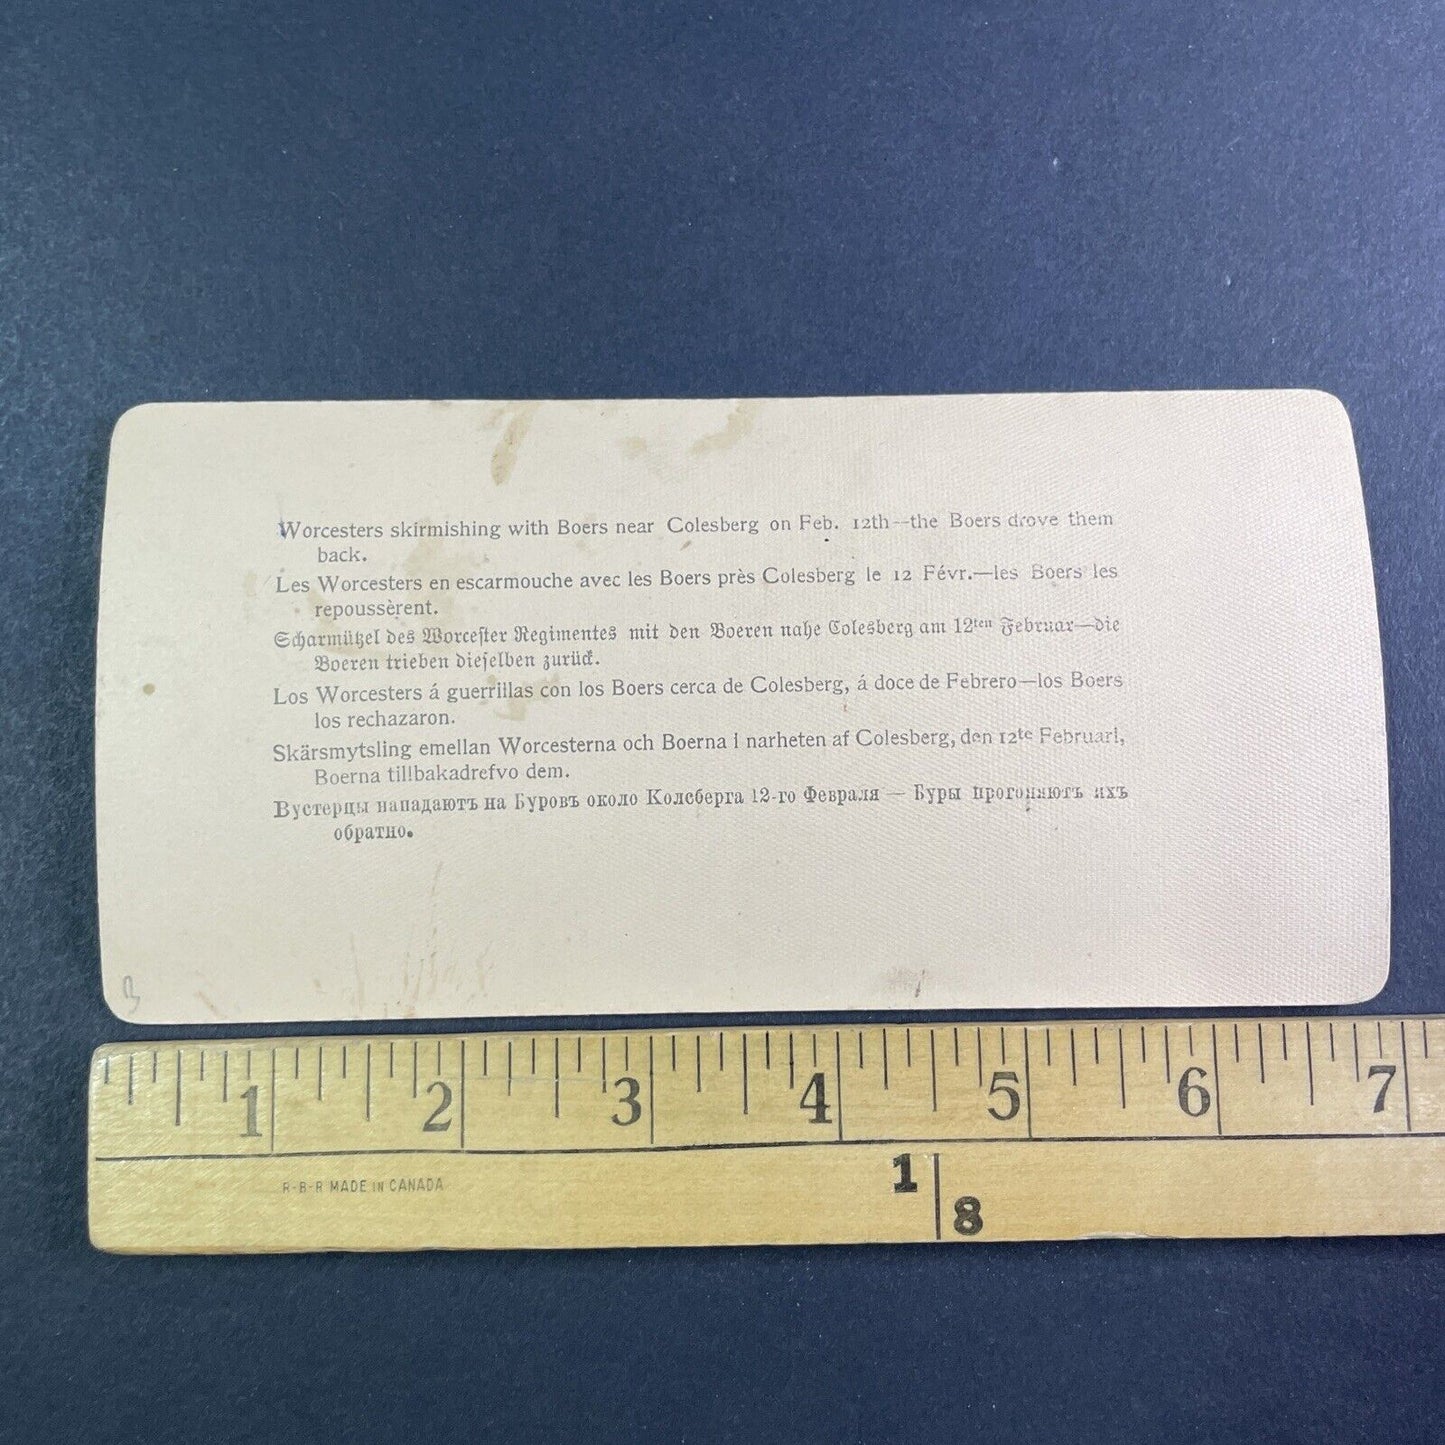 Worcesters skirmishing with Boers near Colesberg on Feb. 12th—the Boers drove them
back.
Les Worcesters en escarmouche avec les Boers près Colesberg le 12 Févr.—les Boers les
repoussèrent.
Scharmützel des Worcester Regimentes mit den Boeren nahe Colesberg am 12ten Februar—die
Boeren trieben dieselben zurück.
Los Worcesters á guerrillas con los Boers cerca de Colesberg, á doce de Febrero—los Boers
los rechazaron.
Skärsmytsling emellan Worcesterna och Boerna i narheten af Colesberg, den 12te Februari,
Boerna tillbakadrefvo dem.
Вустерцы нападаютъ на Буровъ около Колсберга 12-го Февраля — Буры прогоняютъ ихъ
обратно.
B
1 2 3 4 5 6 7
R-B-R MADE IN CANADA
1
8